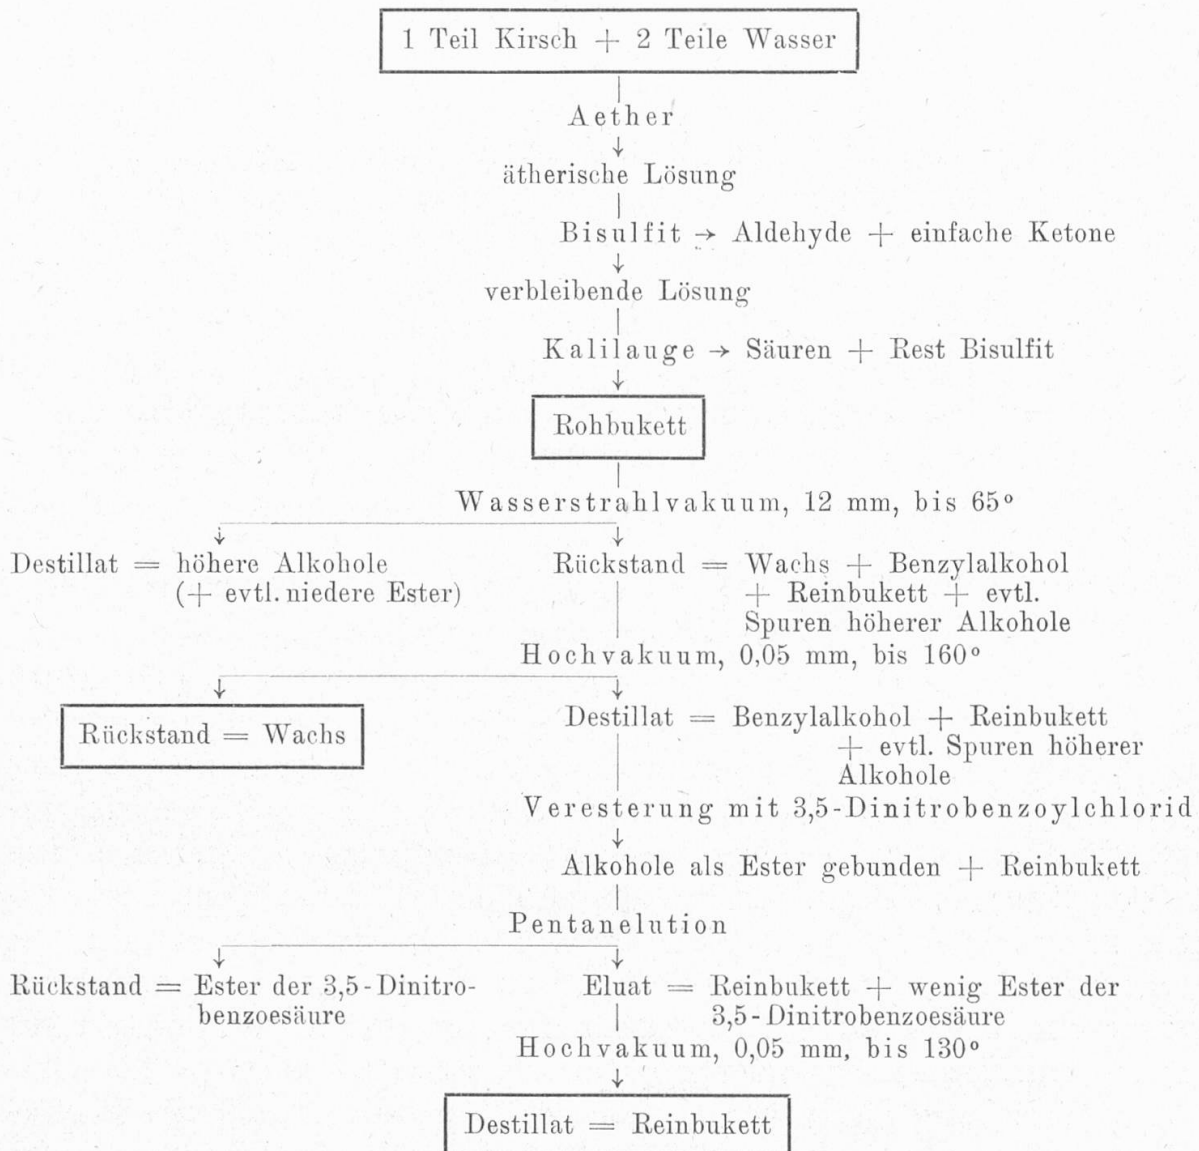 1 Teil Kirsch + 2 Teile Wasser
Aether
ätherische Lösung
Bisulfit → Aldehyde + einfache Ketone
verbleibende Lösung
Kalilauge → Säuren + Rest Bisulfit
Rohbukett
Wasserstrahlvakuum, 12 mm, bis 65°
Destillat = höhere Alkohole
(+ evtl. niedere Ester)
Rückstand = Wachs + Benzylalkohol
+ Reinbukett + evtl.
Spuren höherer Alkohole
Hochvakuum, 0,05 mm, bis 160°
Rückstand = Wachs
Destillat = Benzylalkohol + Reinbukett
+ evtl. Spuren höherer
Alkohole
Veresterung mit 3,5-Dinitrobenzoylchlorid
Alkohole als Ester gebunden + Reinbukett
Pentanelution
Rückstand = Ester der 3,5-Dinitro-
benzoesäure
Eluat = Reinbukett + wenig Ester der
3,5-Dinitrobenzoesäure
Hochvakuum, 0,05 mm, bis 130°
Destillat = Reinbukett